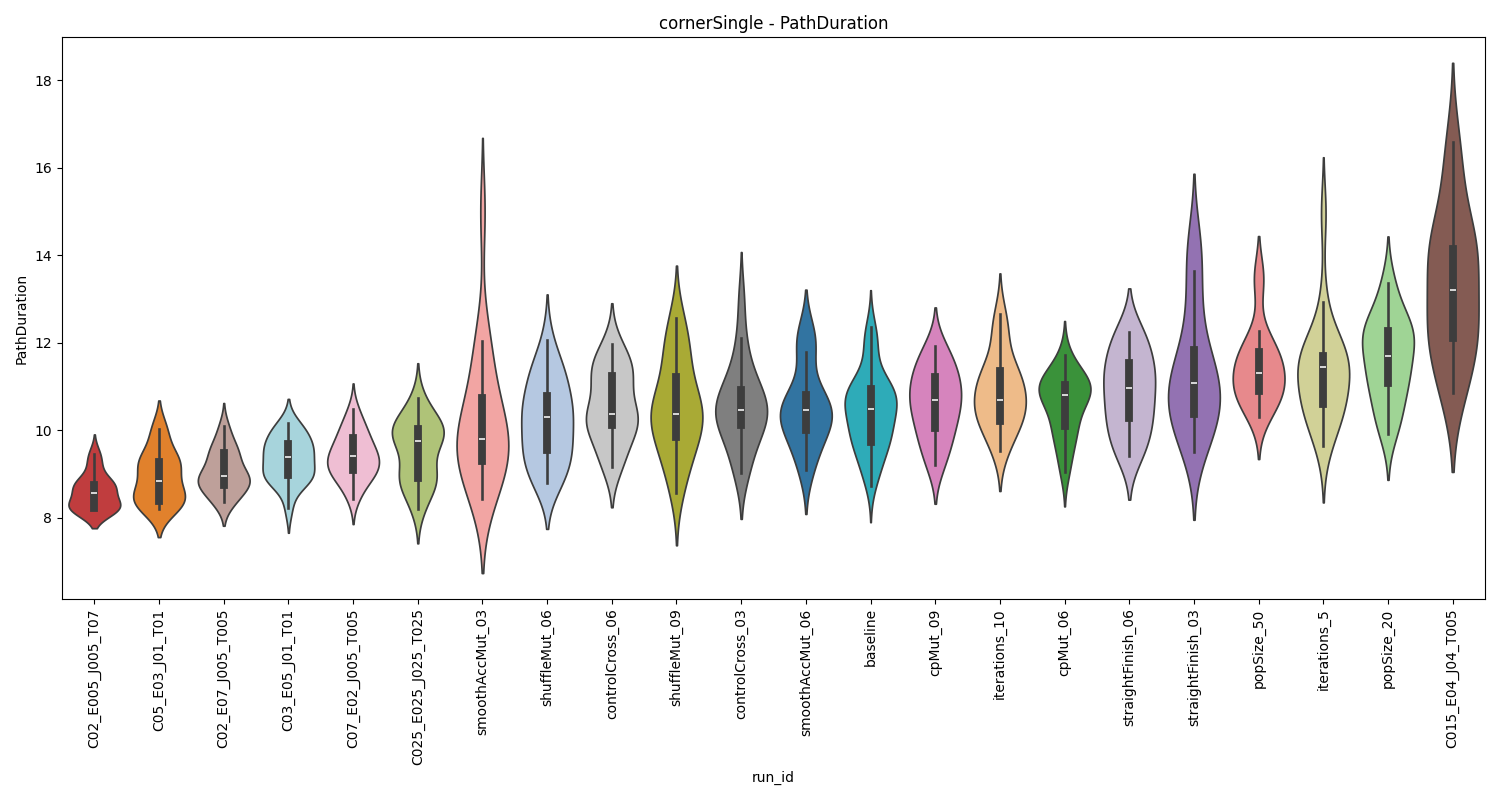 cornerSingle - PathDuration
PathDuration
18
16
14
12
10
8
C02_E005_J005_T07
C05_E03_J01_T01
C02_E07_J005_T005
C03_E05_J01_T01
C07_E02_J005_T005
C025_E025_J025_T025
smoothAccMut_03
shuffleMut_06
controlCross_06
shuffleMut_09
controlCross_03
smoothAccMut_06
baseline
cpMut_09
iterations_10
cpMut_06
straightFinish_06
straightFinish_03
popSize_50
iterations_5
popSize_20
C015_E04_J04_T005
run_id